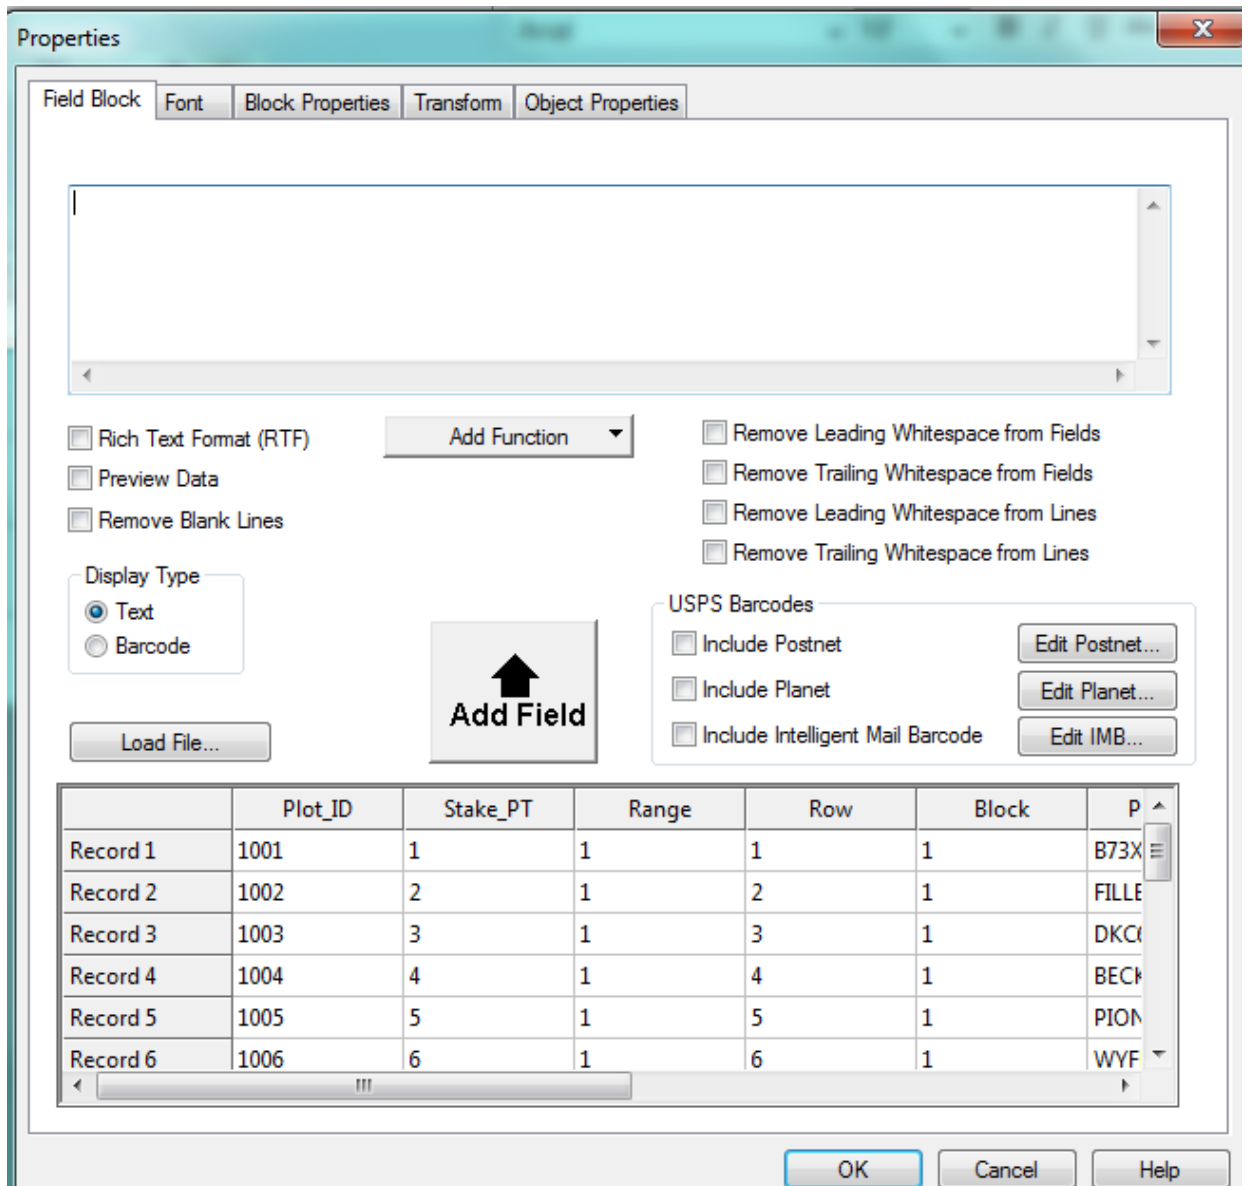 Properties
Field Block Font Block Properties Transform Object Properties
Rich Text Format (RTF)
Preview Data
Remove Blank Lines
Add Function
Remove Leading Whitespace from Fields
Remove Trailing Whitespace from Fields
Remove Leading Whitespace from Lines
Remove Trailing Whitespace from Lines
Display Type
Text
Barcode
Load File...
Add Field
USPS Barcodes
Include Postnet Edit Postnet...
Include Planet Edit Planet...
Include Intelligent Mail Barcode Edit IMB...
Plot_ID Stake_PT Range Row Block P
Record 1 1001 1 1 1 1 B73X
Record 2 1002 2 1 2 1 FILLE
Record 3 1003 3 1 3 1 DKC
Record 4 1004 4 1 4 1 BECK
Record 5 1005 5 1 5 1 PION
Record 6 1006 6 1 6 1 WYF
OK Cancel Help